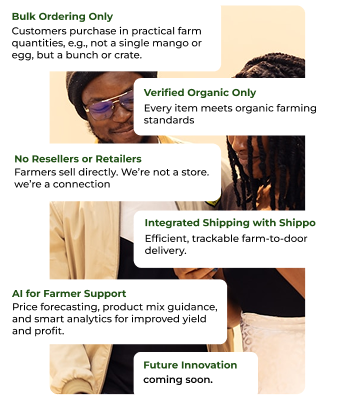 Bulk Ordering Only
Customers purchase in practical farm
quantities, e.g., not a single mango or
egg, but a bunch or crate.
Verified Organic Only
Every item meets organic farming
standards
No Resellers or Retailers
Farmers sell directly. We're not a store.
we're a connection
Integrated Shipping with Shippo
Efficient, trackable farm-to-door
delivery.
AI for Farmer Support
Price forecasting, product mix guidance,
and smart analytics for improved yield
and profit.
Future Innovation
coming soon.